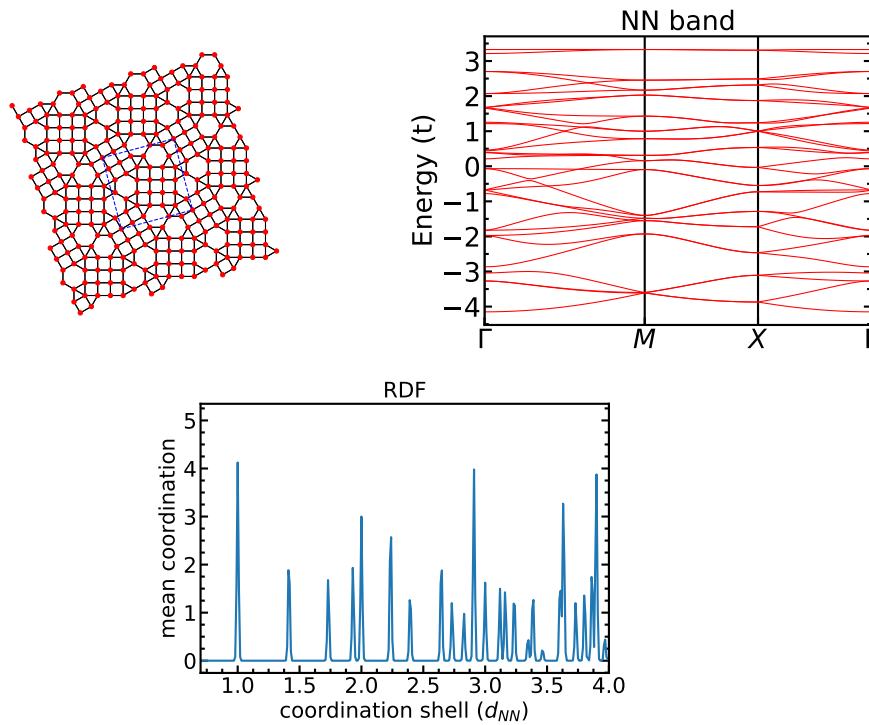 NN band
Energy (t)
3
2
1
0
−1
−2
−3
−4
Γ M X Γ
RDF
mean coordination
5
4
3
2
1
0
1.0 1.5 2.0 2.5 3.0 3.5 4.0
coordination shell (d_NN)